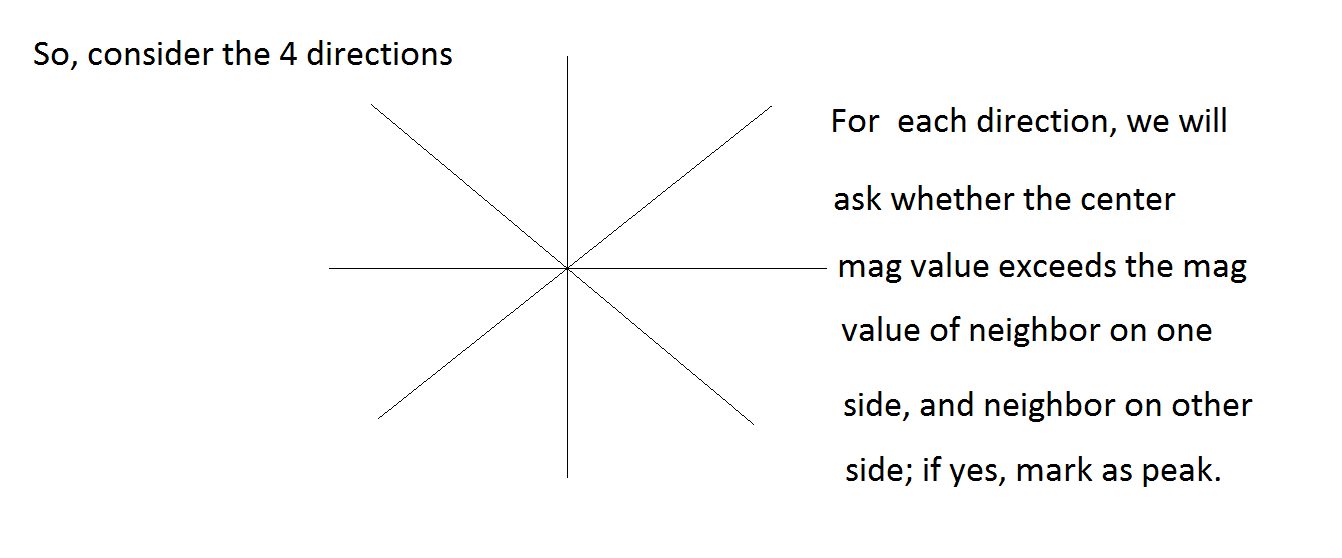 So, consider the 4 directions
For  each direction, we will
ask whether the center
mag value exceeds the mag
value of neighbor on one
side, and neighbor on other
side; if yes, mark as peak.